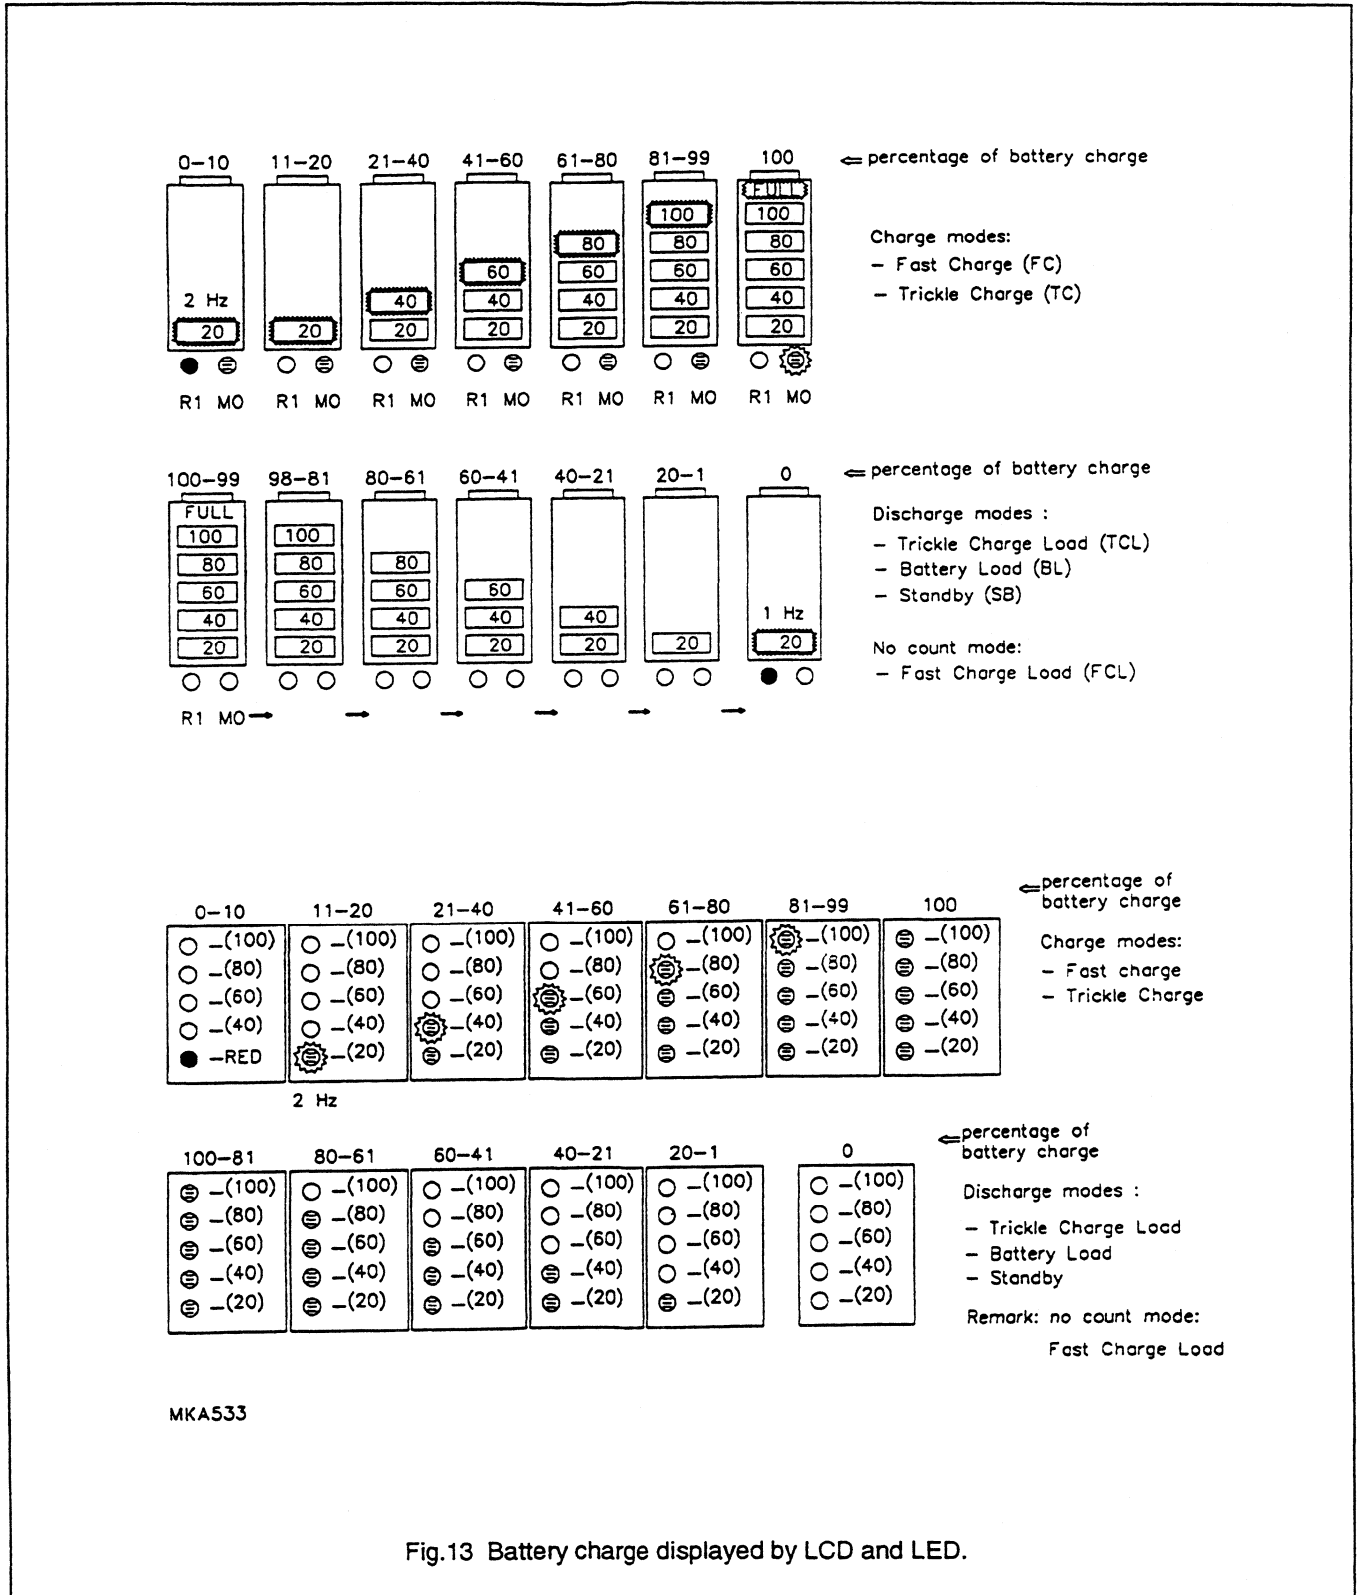 0–10 11–20 21–40 41–60 61–80 81–99 100 ⇐ percentage of battery charge
FULL
100 100
80 80 80
60 60 60 60
2 Hz 40 40 40 40 40
20 20 20 20 20 20 20
R1 MO R1 MO R1 MO R1 MO R1 MO R1 MO R1 MO
Charge modes:
– Fast Charge (FC)
– Trickle Charge (TC)
100–99 98–81 80–61 60–41 40–21 20–1 0 ⇐ percentage of battery charge
FULL
100 100
80 80 80
60 60 60 60
40 40 40 40 40 1 Hz
20 20 20 20 20 20 20
R1 MO → → → → → →
Discharge modes :
– Trickle Charge Load (TCL)
– Battery Load (BL)
– Standby (SB)
No count mode:
– Fast Charge Load (FCL)
⇐ percentage of
battery charge
0–10 11–20 21–40 41–60 61–80 81–99 100
–(100) –(100) –(100) –(100) –(100) –(100) –(100)
–(80) –(80) –(80) –(80) –(80) –(80) –(80)
–(60) –(60) –(60) –(60) –(60) –(60) –(60)
–(40) –(40) –(40) –(40) –(40) –(40) –(40)
–RED –(20) –(20) –(20) –(20) –(20) –(20)
2 Hz
Charge modes:
– Fast charge
– Trickle Charge
⇐ percentage of
battery charge
100–81 80–61 60–41 40–21 20–1 0
–(100) –(100) –(100) –(100) –(100) –(100)
–(80) –(80) –(80) –(80) –(80) –(80)
–(60) –(60) –(60) –(60) –(60) –(60)
–(40) –(40) –(40) –(40) –(40) –(40)
–(20) –(20) –(20) –(20) –(20) –(20)
Discharge modes :
– Trickle Charge Load
– Battery Load
– Standby
Remark: no count mode:
Fast Charge Load
MKA533
Fig.13 Battery charge displayed by LCD and LED.